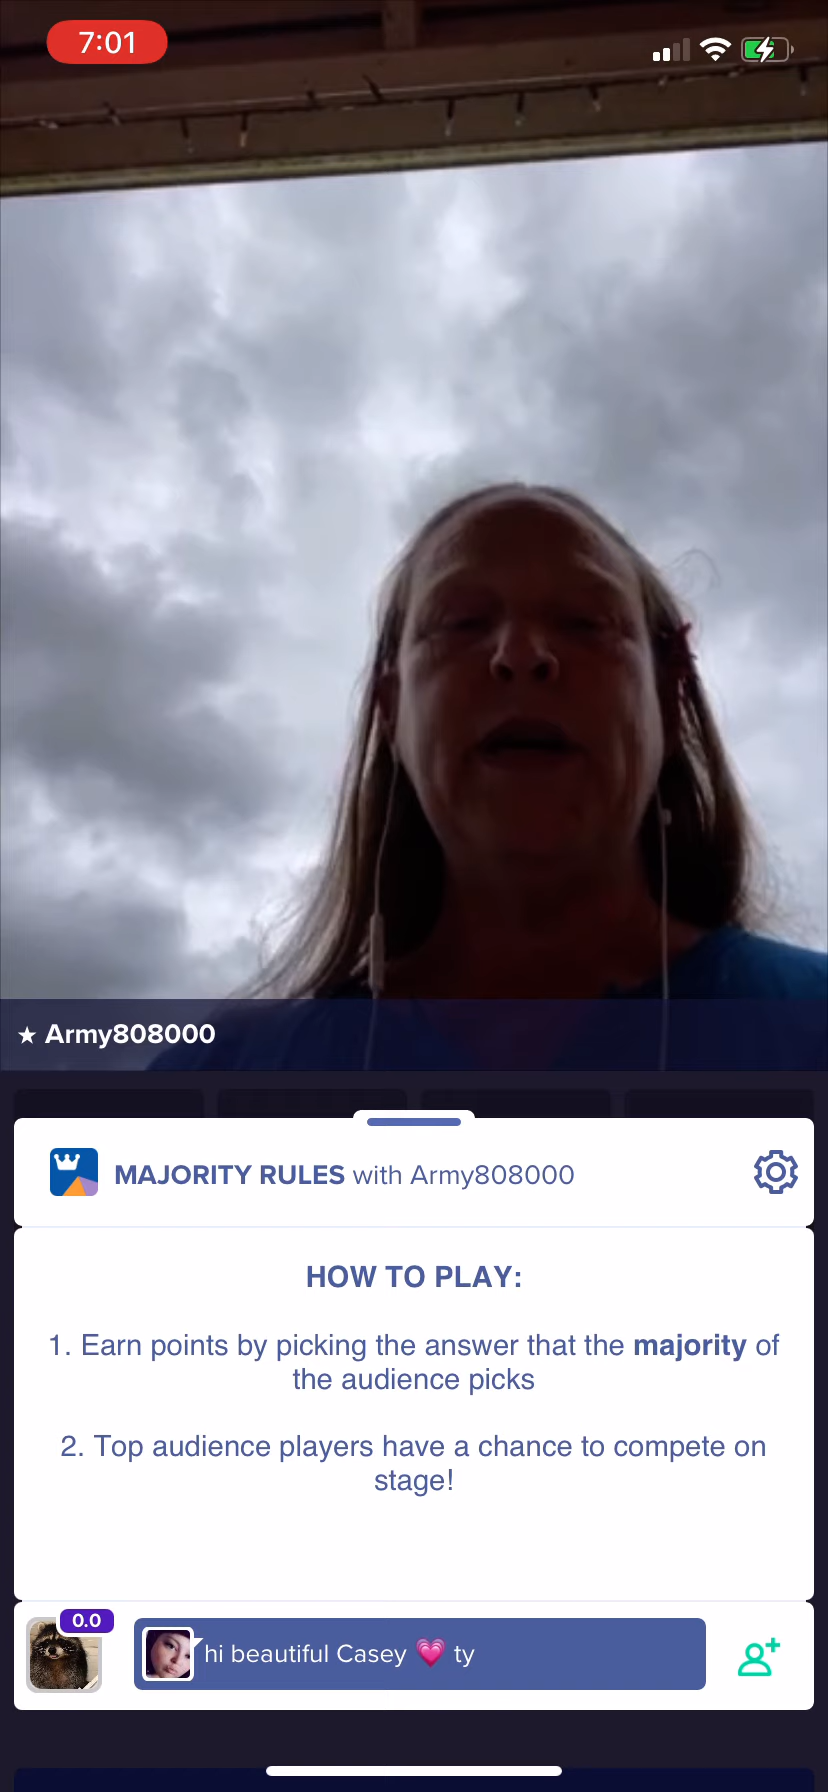 7:01
★ Army808000
MAJORITY RULES with Army808000
HOW TO PLAY:
1. Earn points by picking the answer that the majority of
the audience picks
2. Top audience players have a chance to compete on
stage!
0.0
hi beautiful Casey 💗 ty